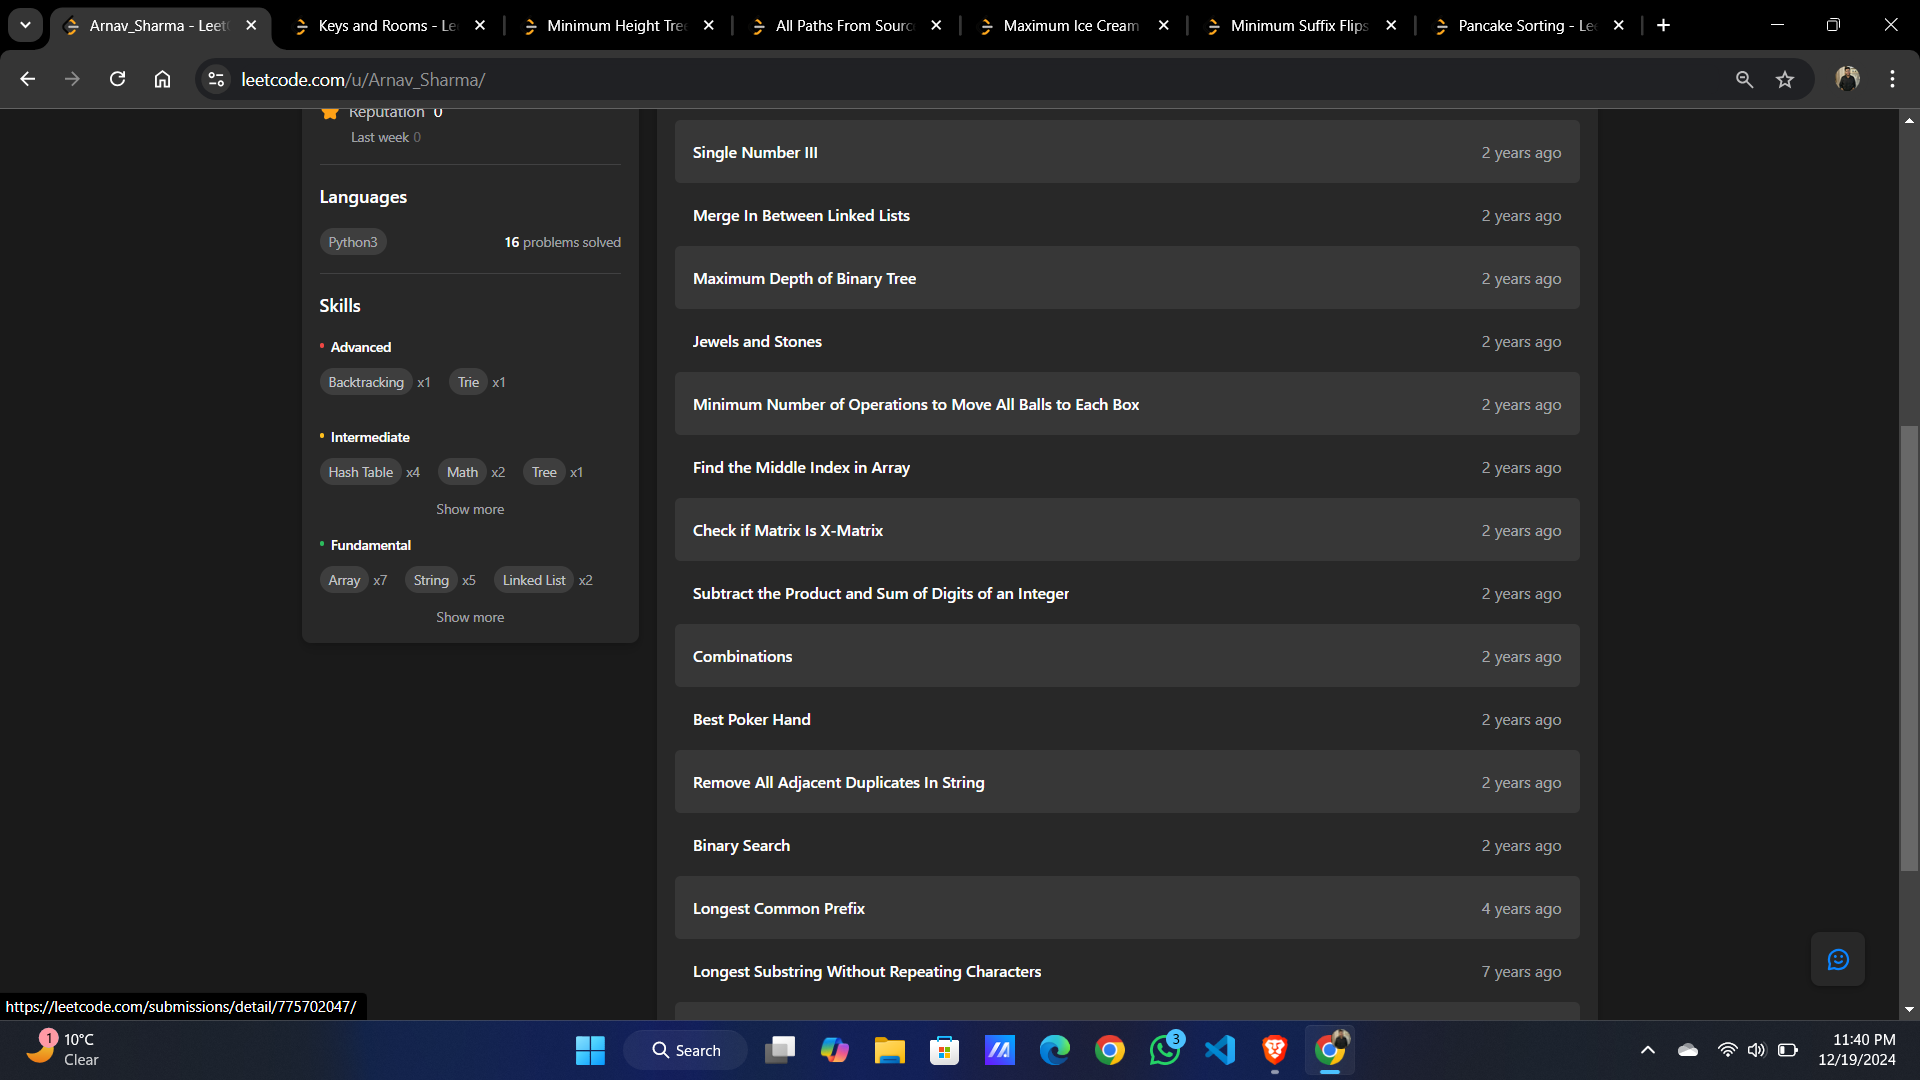 Arnav_Sharma - Leet
Keys and Rooms - Le
Minimum Height Tre
All Paths From Sourc
Maximum Ice Cream
Minimum Suffix Flips
Pancake Sorting - Le
leetcode.com/u/Arnav_Sharma/
Reputation 0
Last week 0
Languages
Python3 16 problems solved
Skills
Advanced
Backtracking x1 Trie x1
Intermediate
Hash Table x4 Math x2 Tree x1
Show more
Fundamental
Array x7 String x5 Linked List x2
Show more
Single Number III 2 years ago
Merge In Between Linked Lists 2 years ago
Maximum Depth of Binary Tree 2 years ago
Jewels and Stones 2 years ago
Minimum Number of Operations to Move All Balls to Each Box 2 years ago
Find the Middle Index in Array 2 years ago
Check if Matrix Is X-Matrix 2 years ago
Subtract the Product and Sum of Digits of an Integer 2 years ago
Combinations 2 years ago
Best Poker Hand 2 years ago
Remove All Adjacent Duplicates In String 2 years ago
Binary Search 2 years ago
Longest Common Prefix 4 years ago
Longest Substring Without Repeating Characters 7 years ago
https://leetcode.com/submissions/detail/775702047/
1
10°C
Clear
Search
3
11:40 PM
12/19/2024